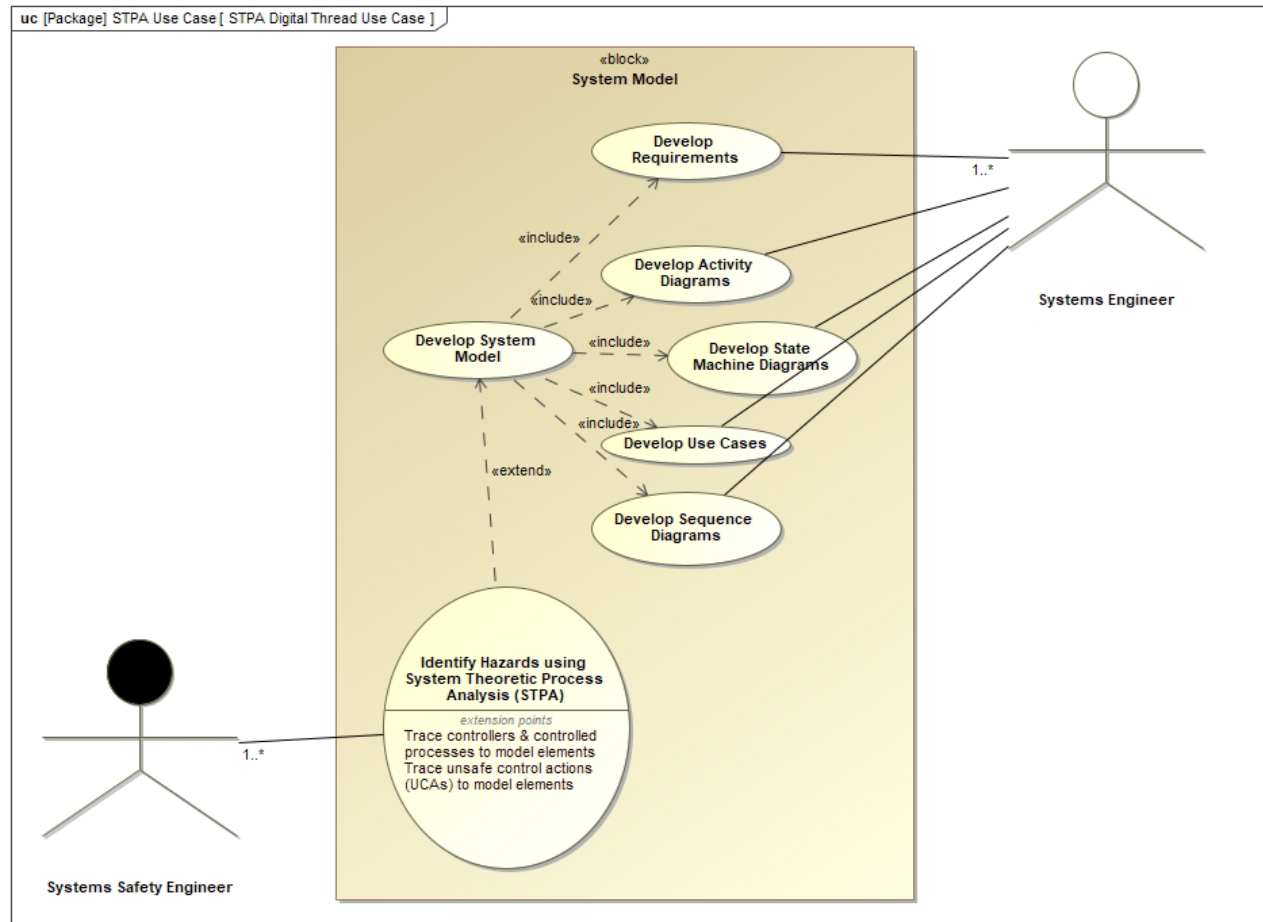 uc [Package] STPA Use Case [ STPA Digital Thread Use Case ]
«block»
System Model
Develop
Requirements
1..*
«include»
Develop Activity
Diagrams
«include»
Systems Engineer
Develop System
Model
«include»
Develop State
Machine Diagrams
«include»
«include»
Develop Use Cases
«extend»
Develop Sequence
Diagrams
Identify Hazards using
System Theoretic Process
Analysis (STPA)
extension points
Trace controllers & controlled
processes to model elements
Trace unsafe control actions
(UCAs) to model elements
1..*
Systems Safety Engineer